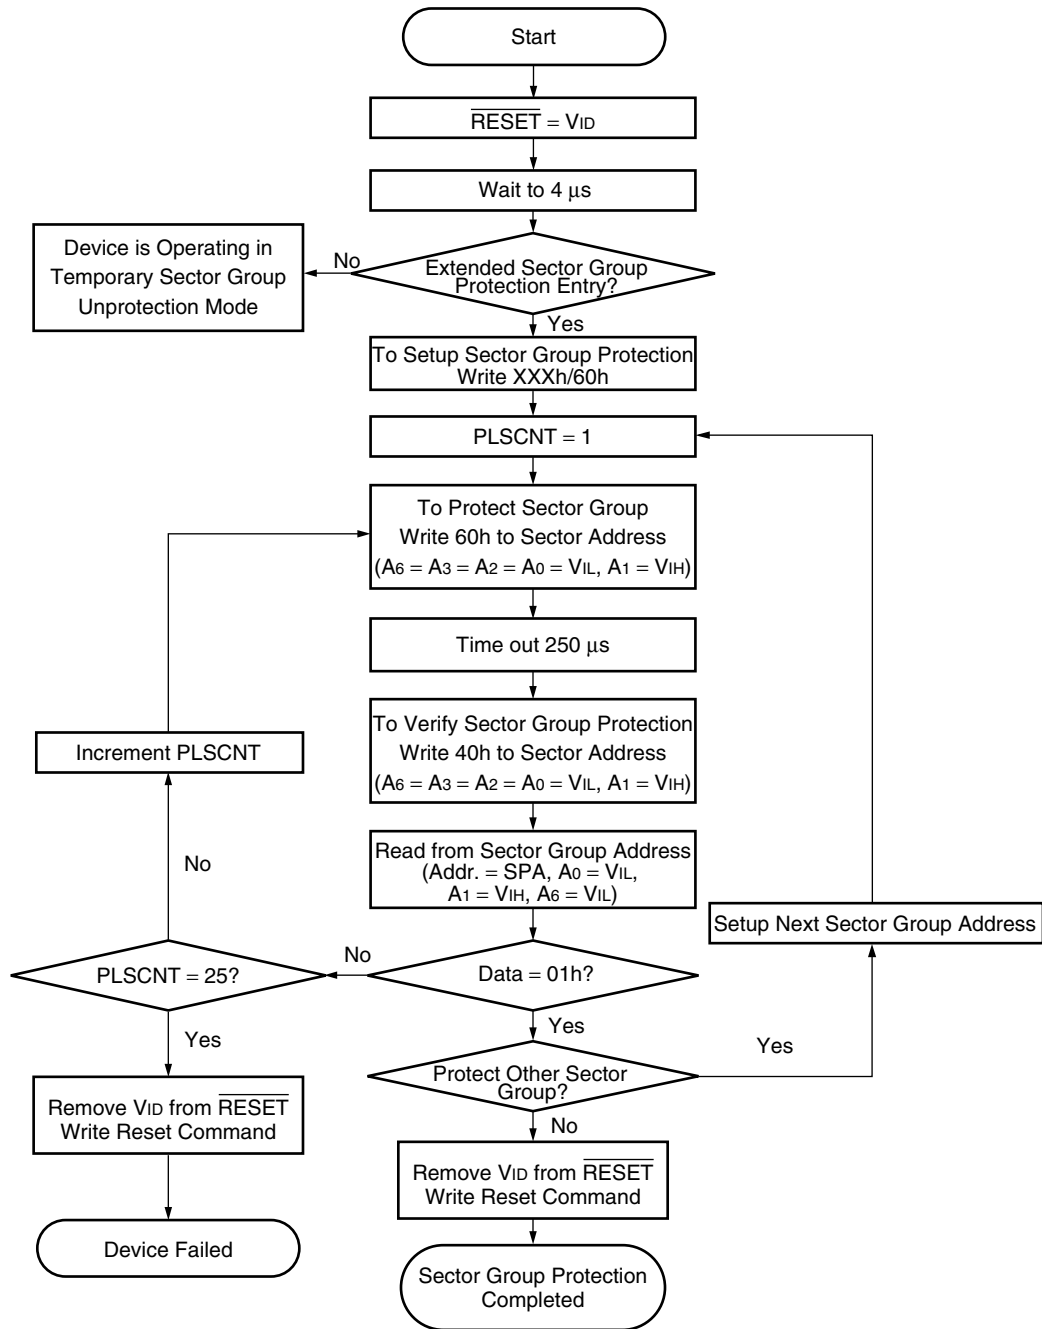 Start
RESET = VID
Wait to 4 μs
Device is Operating in
Temporary Sector Group
Unprotection Mode
No
Extended Sector Group
Protection Entry?
Yes
To Setup Sector Group Protection
Write XXXh/60h
PLSCNT = 1
To Protect Sector Group
Write 60h to Sector Address
(A6 = A3 = A2 = A0 = VIL, A1 = VIH)
Time out 250 μs
To Verify Sector Group Protection
Write 40h to Sector Address
(A6 = A3 = A2 = A0 = VIL, A1 = VIH)
Increment PLSCNT
Read from Sector Group Address
(Addr. = SPA, A0 = VIL,
A1 = VIH, A6 = VIL)
No
Setup Next Sector Group Address
PLSCNT = 25?
No
Data = 01h?
Yes
Yes
Yes
Protect Other Sector
Group?
No
Remove VID from RESET
Write Reset Command
Remove VID from RESET
Write Reset Command
Device Failed
Sector Group Protection
Completed